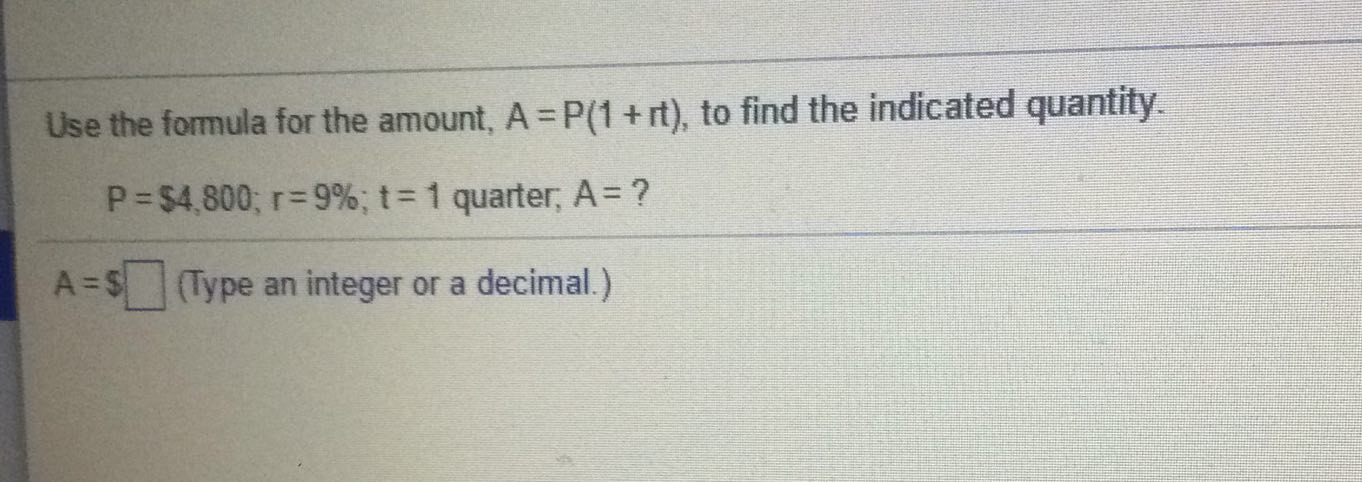 Use the formula for the amount, A = P(1 + rt), to find the indicated quantity.
P = $4,800; r = 9%; t = 1 quarter; A = ?
A = $ (Type an integer or a decimal.)